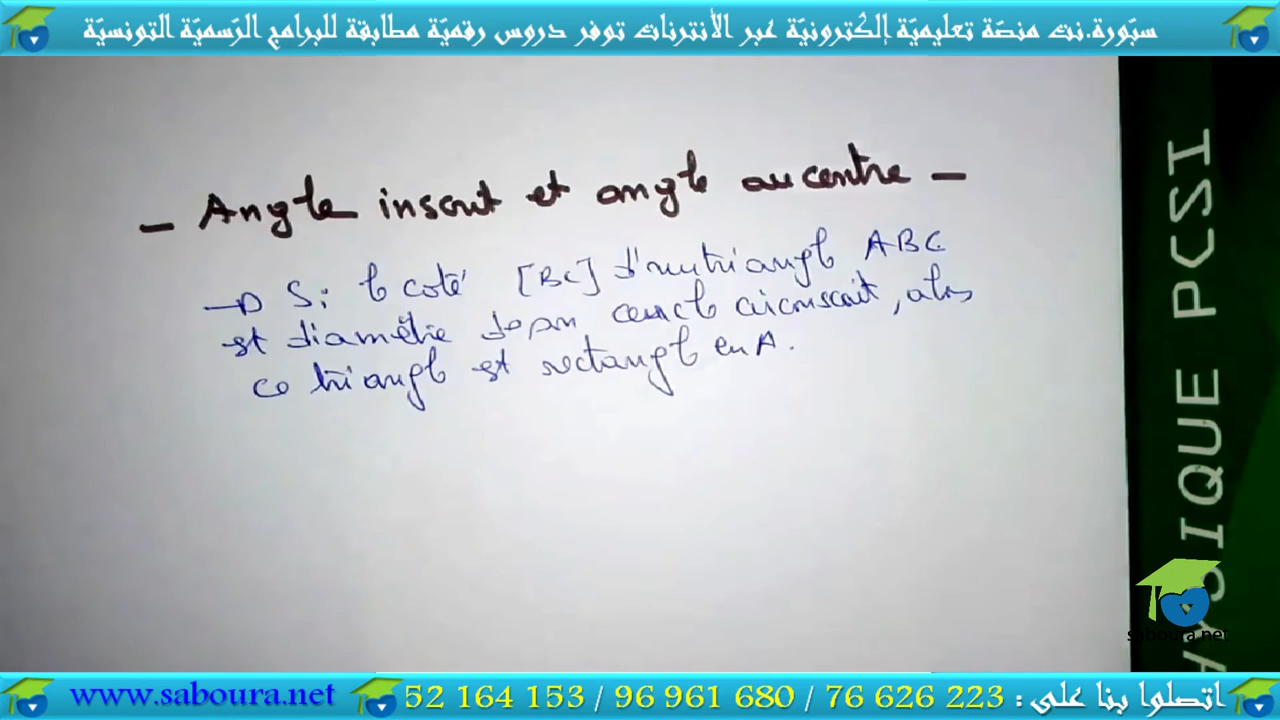 سبّورة.نت منصّة تعليميّة إلكترونيّة عبر الأنترنات توفر دروس رقميّة مطابقة للبرامج الرّسميّة التونسيّة
- Angle inscrit et angle au centre -
→ Si le coté [BC] d'un triangle ABC
est diamètre de son cercle circonscrit, alors
ce triangle est rectangle en A.
PHYSIQUE PCSI
saboura.net
www.saboura.net
52 164 153 / 96 961 680 / 76 626 223 : اتصلوا بنا على